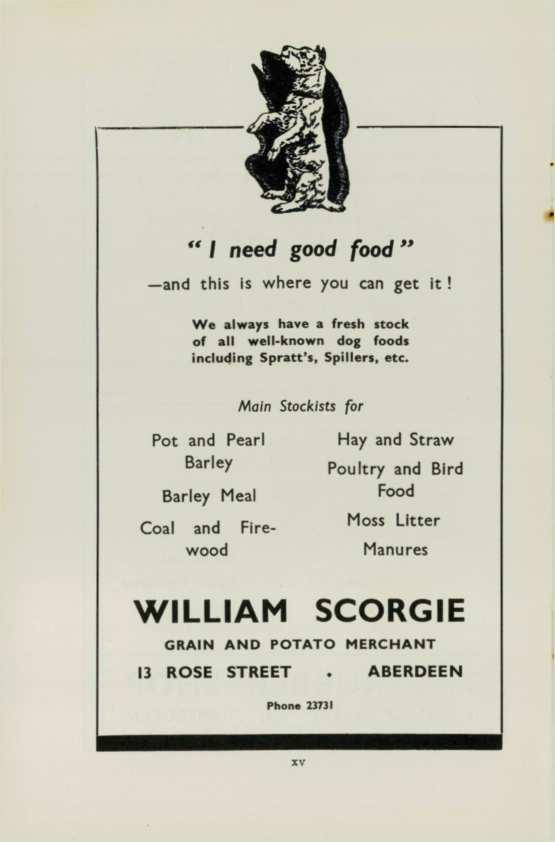 “ I need good food ”
—and this is where you can get it !
We always have a fresh stock
of all well-known dog foods
including Spratt's, Spillers, etc.
Main Stockists for
Pot and Pearl
Barley
Barley Meal
Coal and Fire-
wood
Hay and Straw
Poultry and Bird
Food
Moss Litter
Manures
WILLIAM SCORGIE
GRAIN AND POTATO MERCHANT
13 ROSE STREET . ABERDEEN
Phone 23731
xv